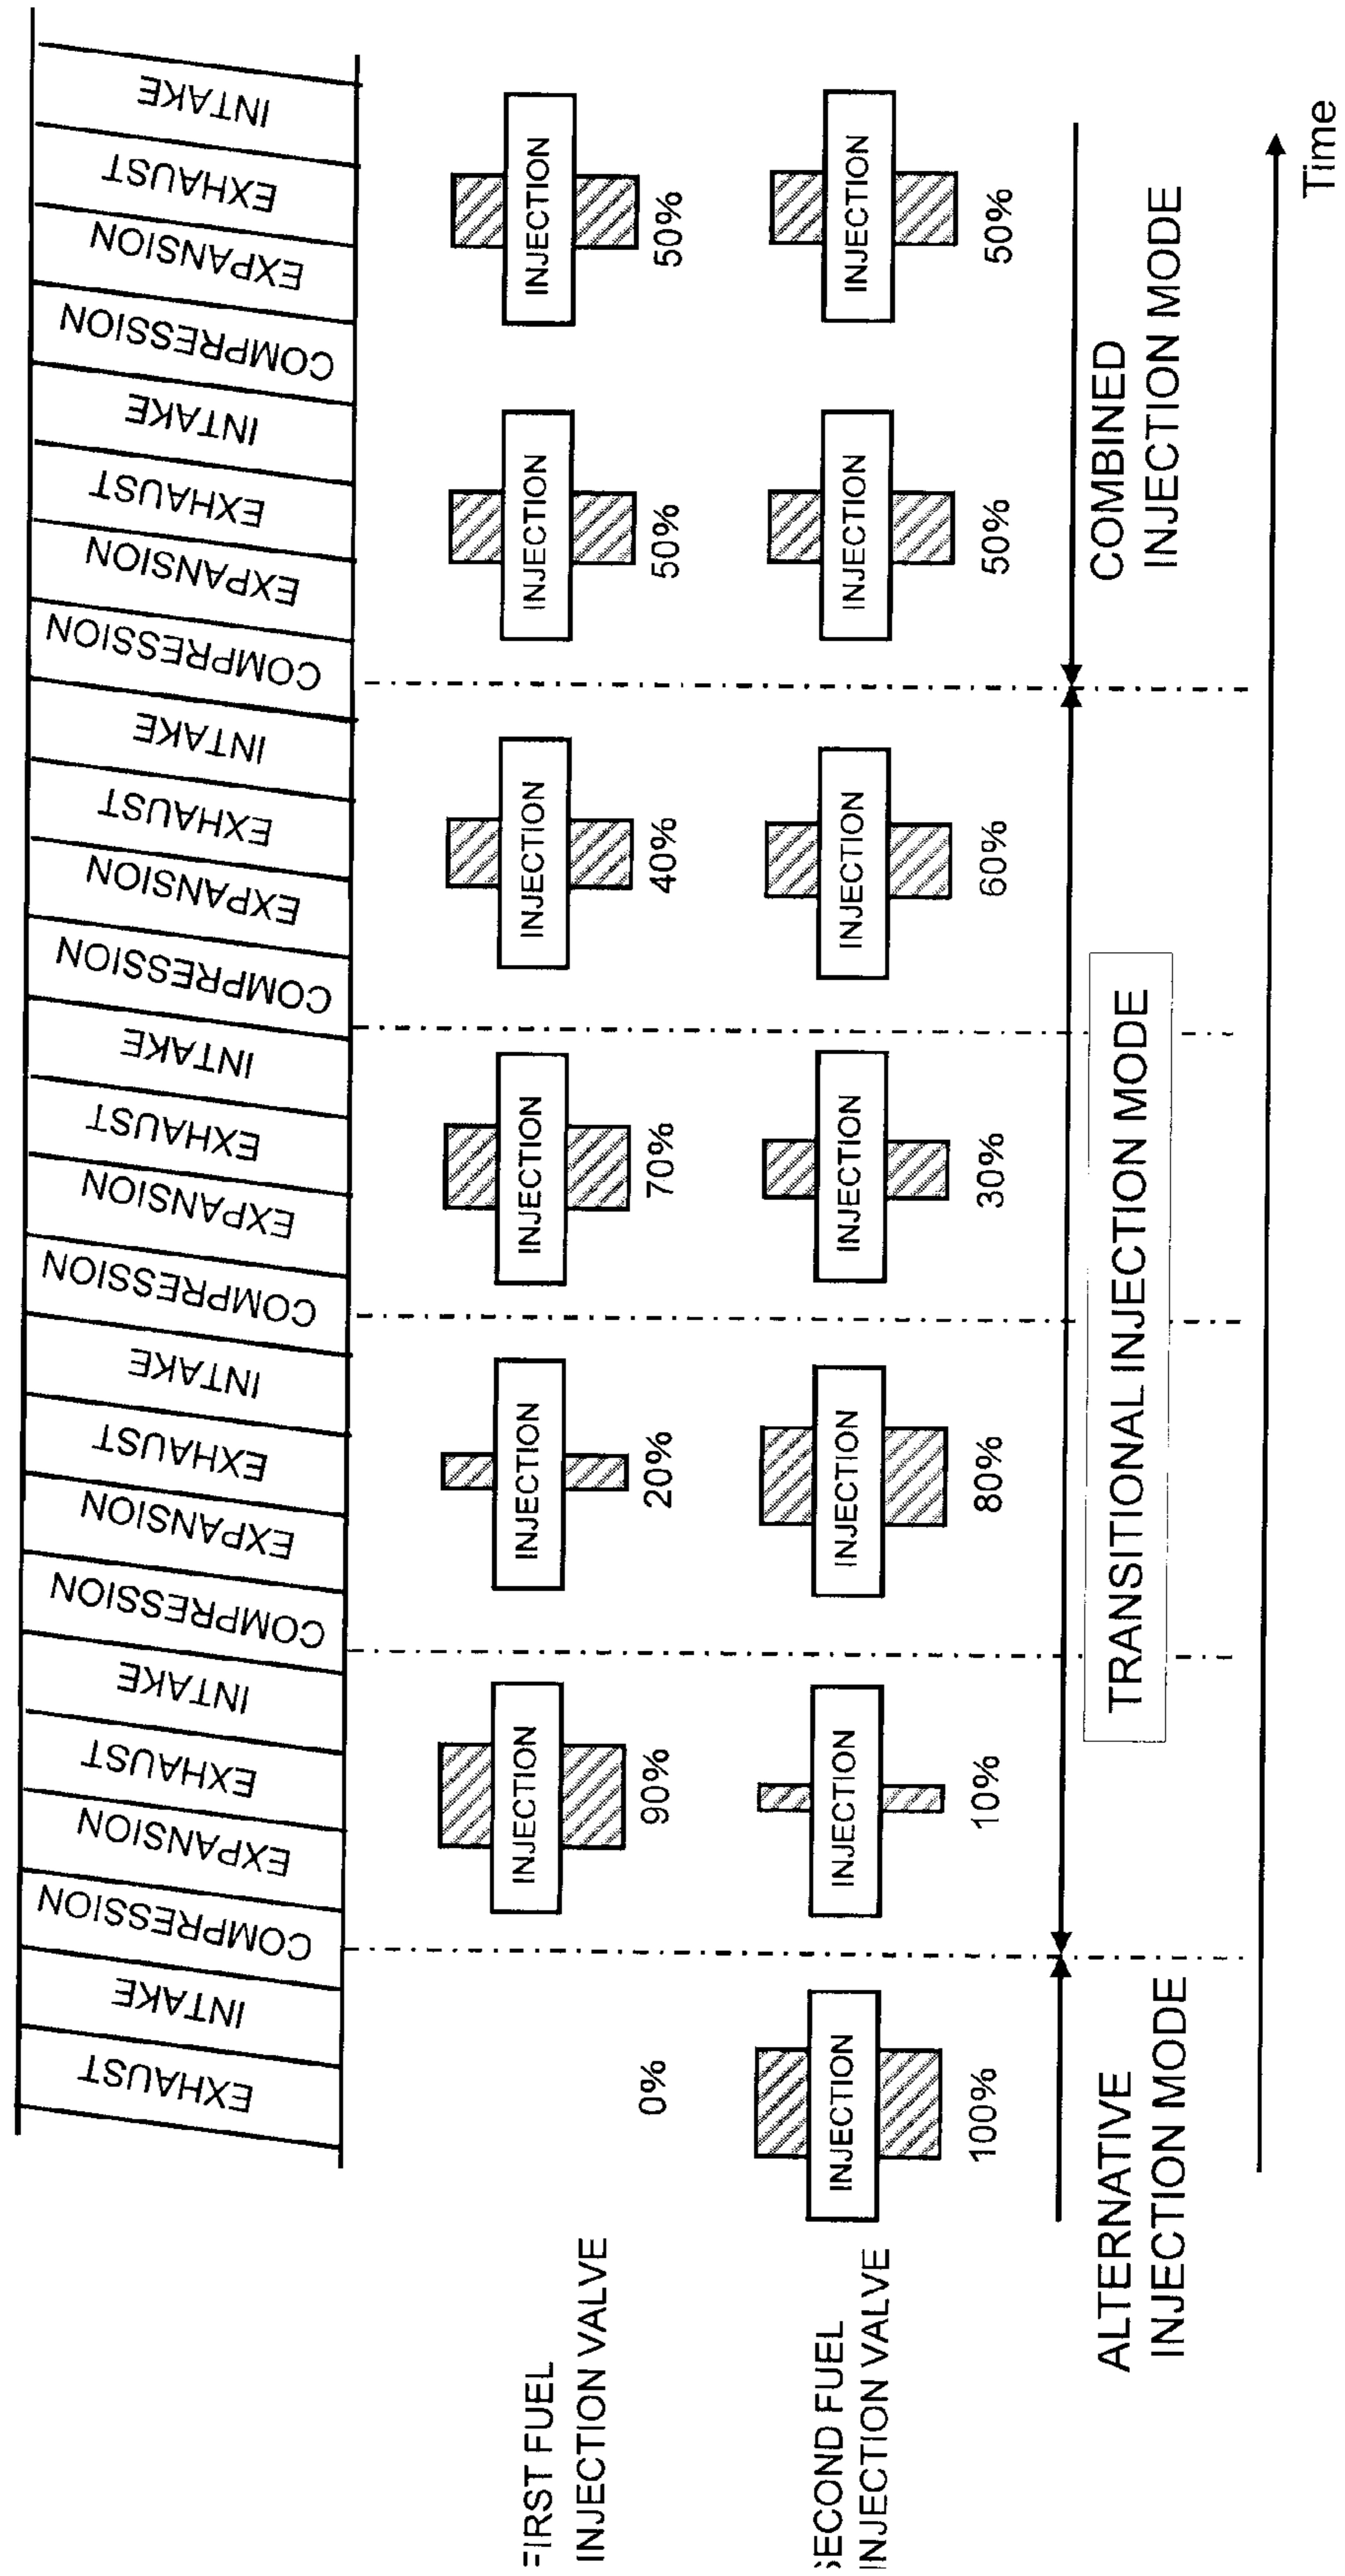 EXHAUST
INTAKE
COMPRESSION
EXPANSION
EXHAUST
INTAKE
COMPRESSION
EXPANSION
EXHAUST
INTAKE
COMPRESSION
EXPANSION
EXHAUST
INTAKE
COMPRESSION
EXPANSION
EXHAUST
INTAKE
COMPRESSION
EXPANSION
EXHAUST
INTAKE
COMPRESSION
EXPANSION
EXHAUST
INTAKE
FIRST FUEL
INJECTION VALVE
INJECTION
INJECTION
INJECTION
INJECTION
INJECTION
INJECTION
0%
90%
20%
70%
40%
50%
50%
SECOND FUEL
INJECTION VALVE
INJECTION
INJECTION
INJECTION
INJECTION
INJECTION
INJECTION
INJECTION
100%
10%
80%
30%
60%
50%
50%
ALTERNATIVE
INJECTION MODE
TRANSITIONAL INJECTION MODE
COMBINED
INJECTION MODE
Time